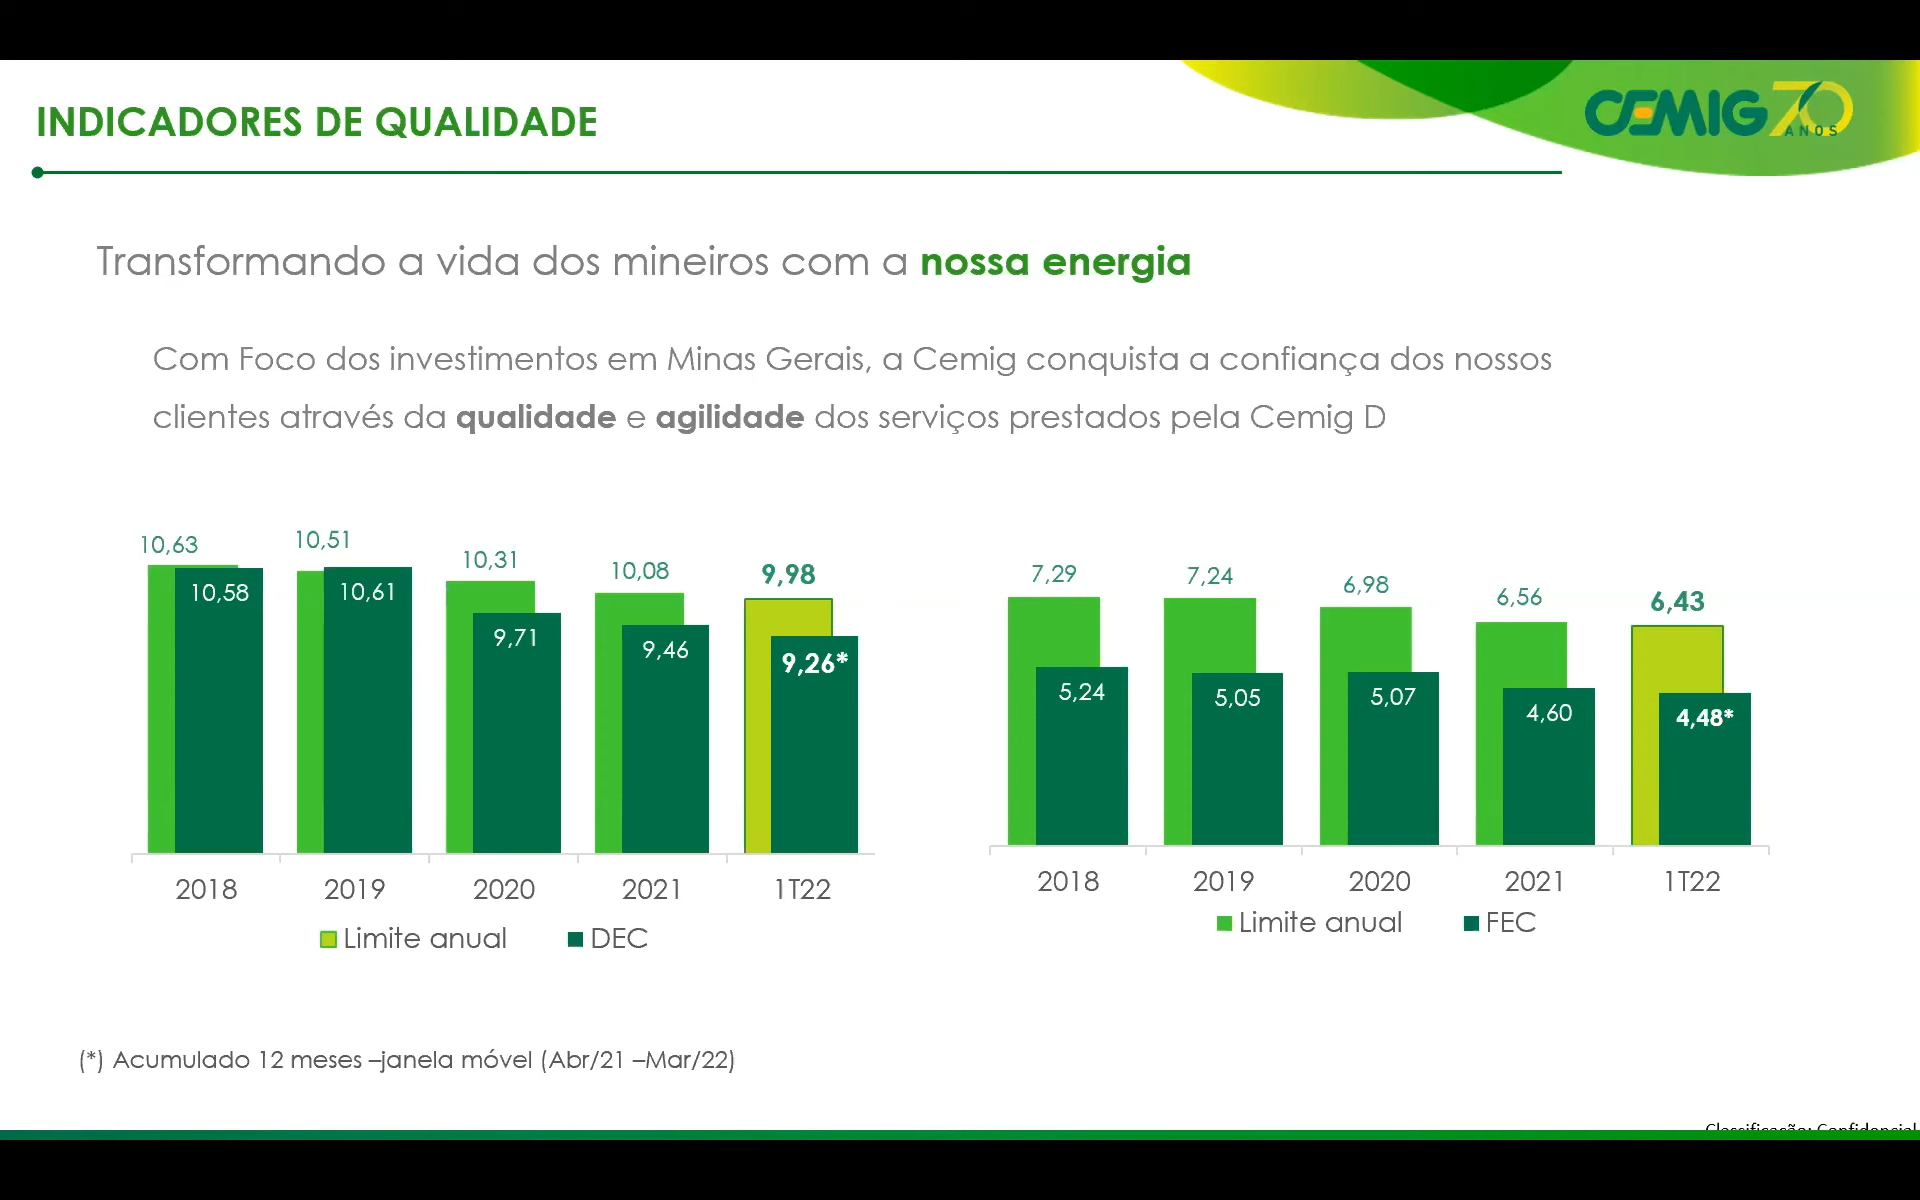 INDICADORES DE QUALIDADE
CEMIG 70
ANOS
Transformando a vida dos mineiros com a nossa energia
Com Foco dos investimentos em Minas Gerais, a Cemig conquista a confiança dos nossos
clientes através da qualidade e agilidade dos serviços prestados pela Cemig D
10,63 10,51 10,31 10,08 9,98
10,58 10,61 9,71 9,46 9,26*
2018 2019 2020 2021 1T22
Limite anual DEC
7,29 7,24 6,98 6,56 6,43
5,24 5,05 5,07 4,60 4,48*
2018 2019 2020 2021 1T22
Limite anual FEC
(*) Acumulado 12 meses –janela móvel (Abr/21 –Mar/22)
Classificação: Confidencial